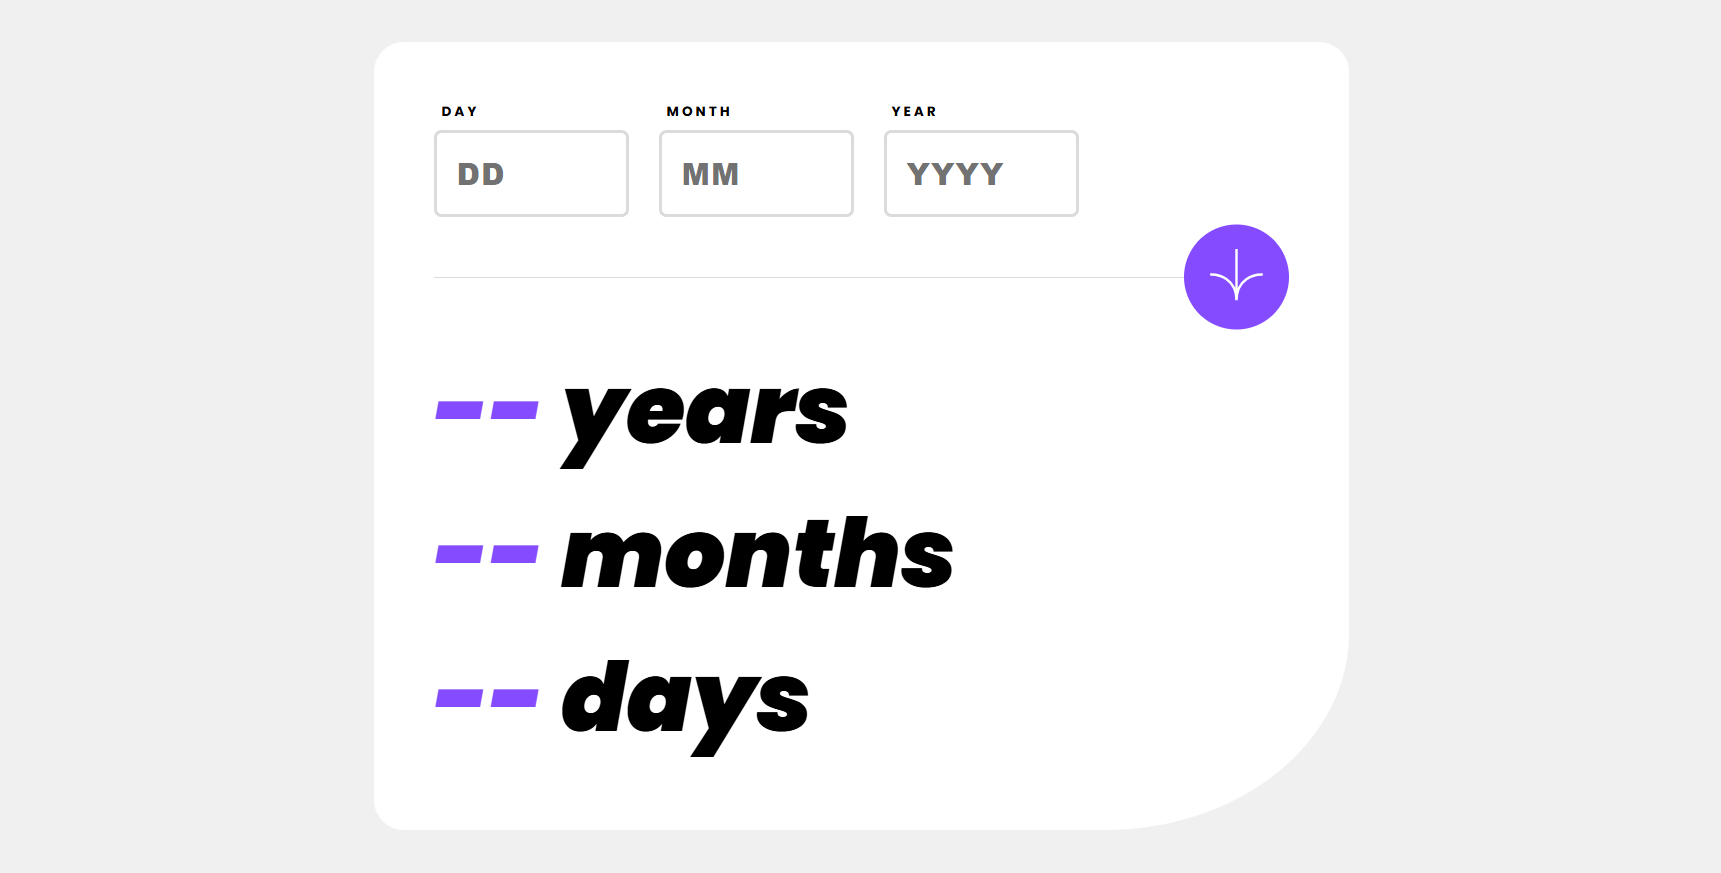 DAY MONTH YEAR
DD MM YYYY
-- years
-- months
-- days